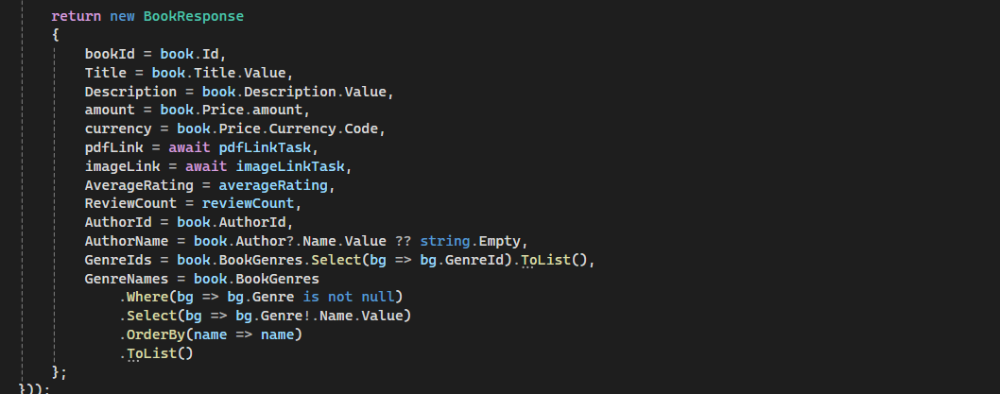 return new BookResponse
{
bookId = book.Id,
Title = book.Title.Value,
Description = book.Description.Value,
amount = book.Price.amount,
currency = book.Price.Currency.Code,
pdfLink = await pdfLinkTask,
imageLink = await imageLinkTask,
AverageRating = averageRating,
ReviewCount = reviewCount,
AuthorId = book.AuthorId,
AuthorName = book.Author?.Name.Value ?? string.Empty,
GenreIds = book.BookGenres.Select(bg => bg.GenreId).ToList(),
GenreNames = book.BookGenres
.Where(bg => bg.Genre is not null)
.Select(bg => bg.Genre!.Name.Value)
.OrderBy(name => name)
.ToList()
};
}));